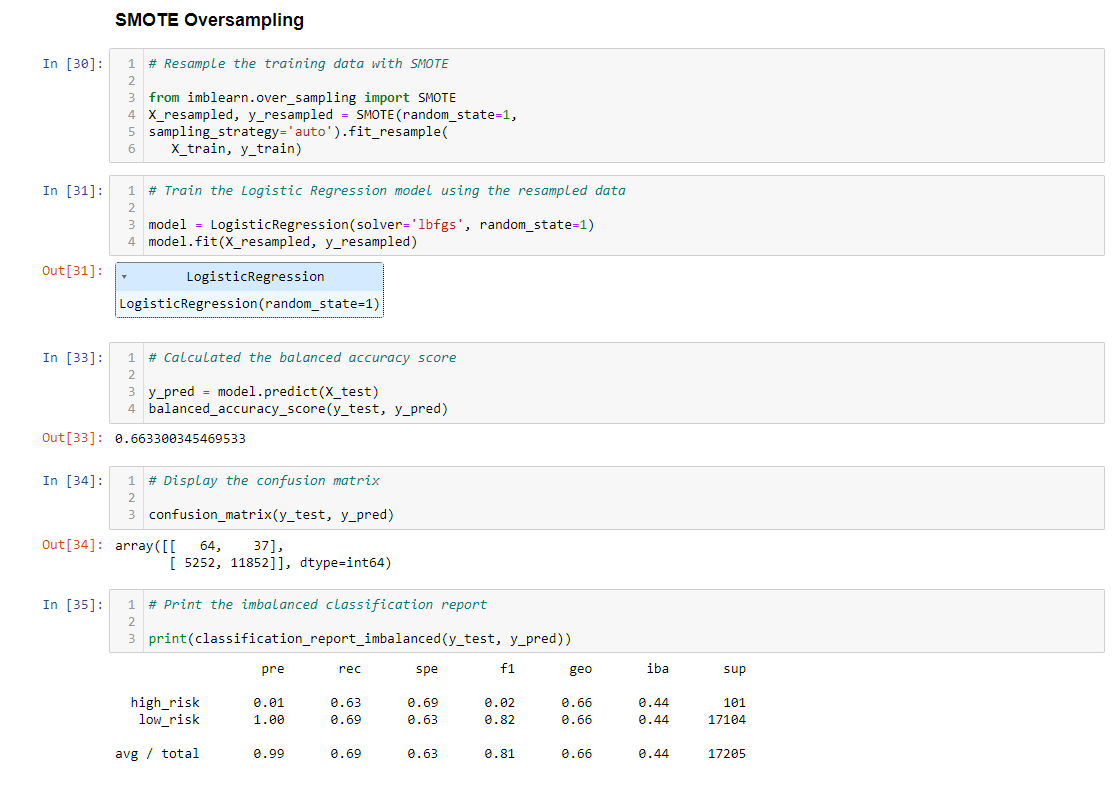 SMOTE Oversampling
In [30]:
1 # Resample the training data with SMOTE
2
3 from imblearn.over_sampling import SMOTE
4 X_resampled, y_resampled = SMOTE(random_state=1,
5 sampling_strategy='auto').fit_resample(
6    X_train, y_train)
In [31]:
1 # Train the Logistic Regression model using the resampled data
2
3 model = LogisticRegression(solver='lbfgs', random_state=1)
4 model.fit(X_resampled, y_resampled)
Out[31]:
▾ LogisticRegression
LogisticRegression(random_state=1)
In [33]:
1 # Calculated the balanced accuracy score
2
3 y_pred = model.predict(X_test)
4 balanced_accuracy_score(y_test, y_pred)
Out[33]: 0.663300345469533
In [34]:
1 # Display the confusion matrix
2
3 confusion_matrix(y_test, y_pred)
Out[34]: array([[   64,    37],
       [ 5252, 11852]], dtype=int64)
In [35]:
1 # Print the imbalanced classification report
2
3 print(classification_report_imbalanced(y_test, y_pred))
pre rec spe f1 geo iba sup
high_risk 0.01 0.63 0.69 0.02 0.66 0.44 101
low_risk 1.00 0.69 0.63 0.82 0.66 0.44 17104
avg / total 0.99 0.69 0.63 0.81 0.66 0.44 17205